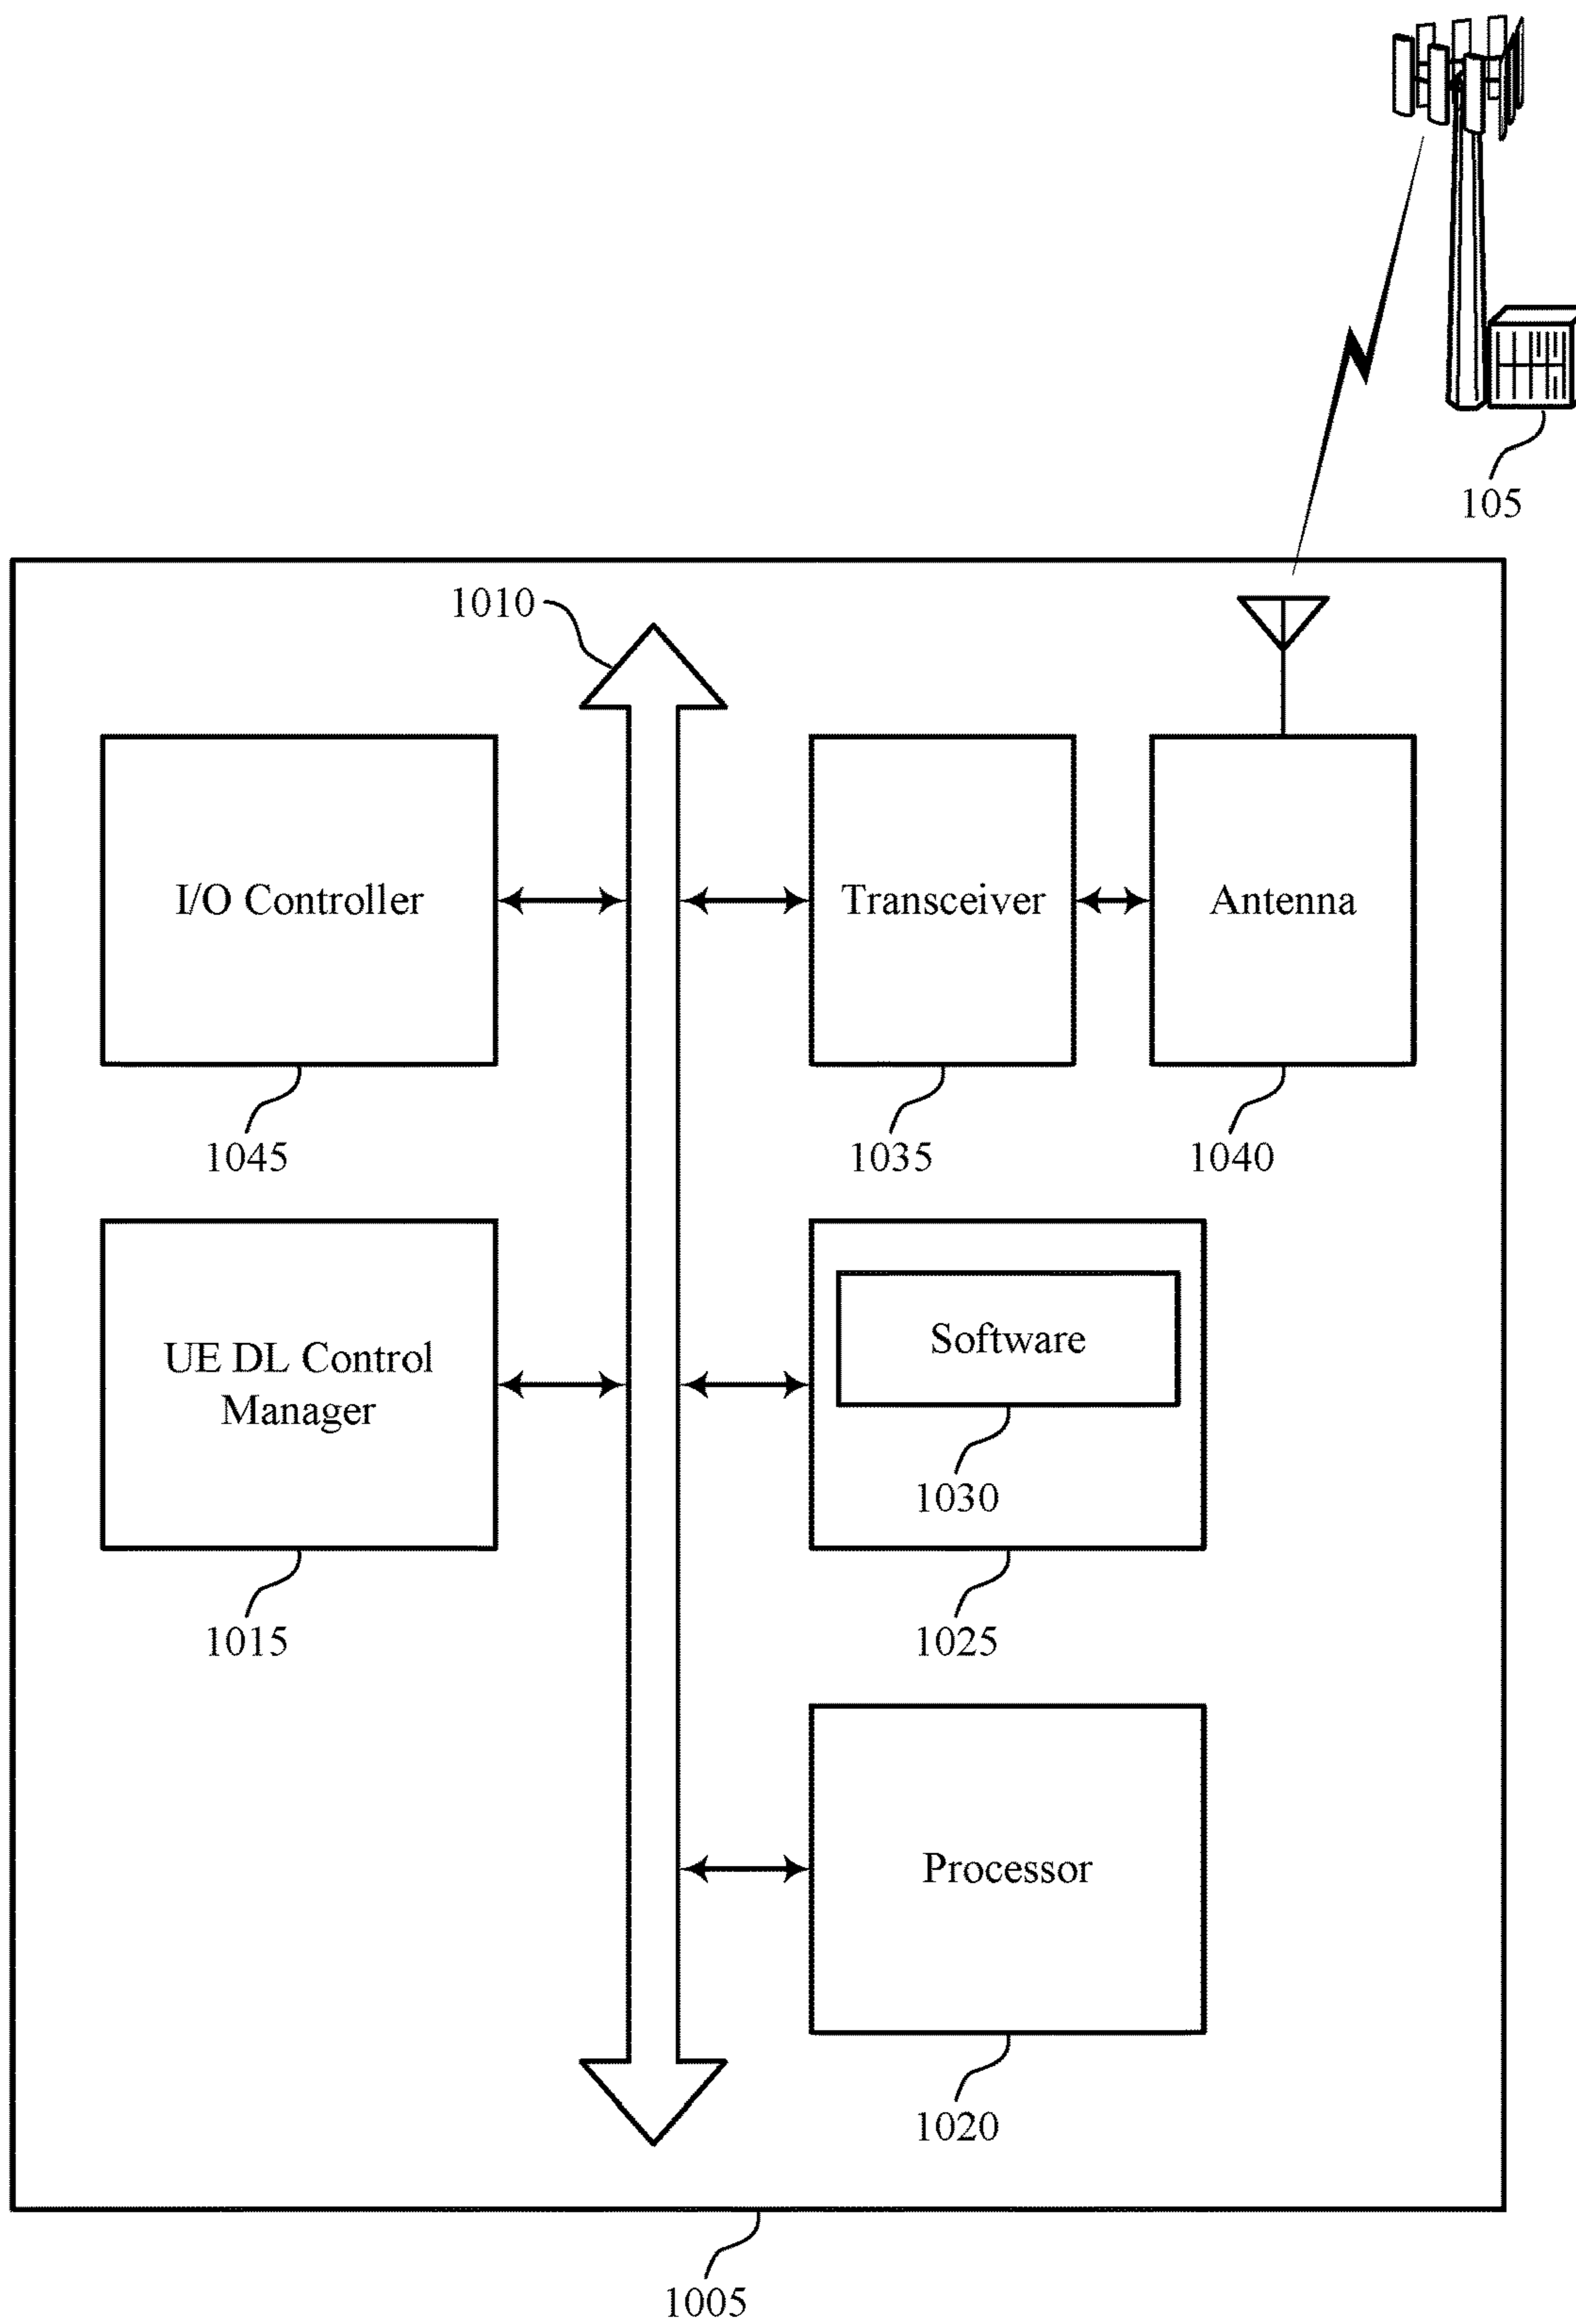 105
1010
I/O Controller
Transceiver
Antenna
1045
1035
1040
UE DL Control
Manager
Software
1030
1015
1025
Processor
1020
1005